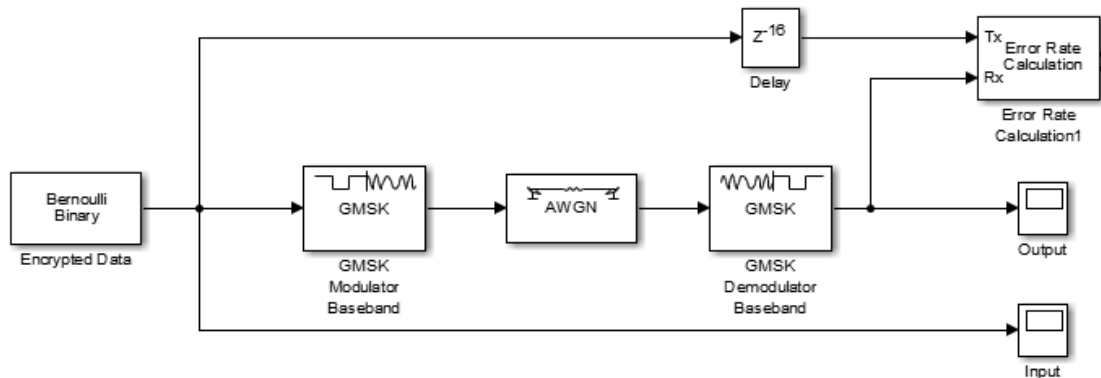 z⁻¹⁶
Delay
Tx
Rx
Error Rate
Calculation
Error Rate
Calculation1
Bernoulli
Binary
Encrypted Data
GMSK
GMSK
Modulator
Baseband
AWGN
GMSK
GMSK
Demodulator
Baseband
Output
Input